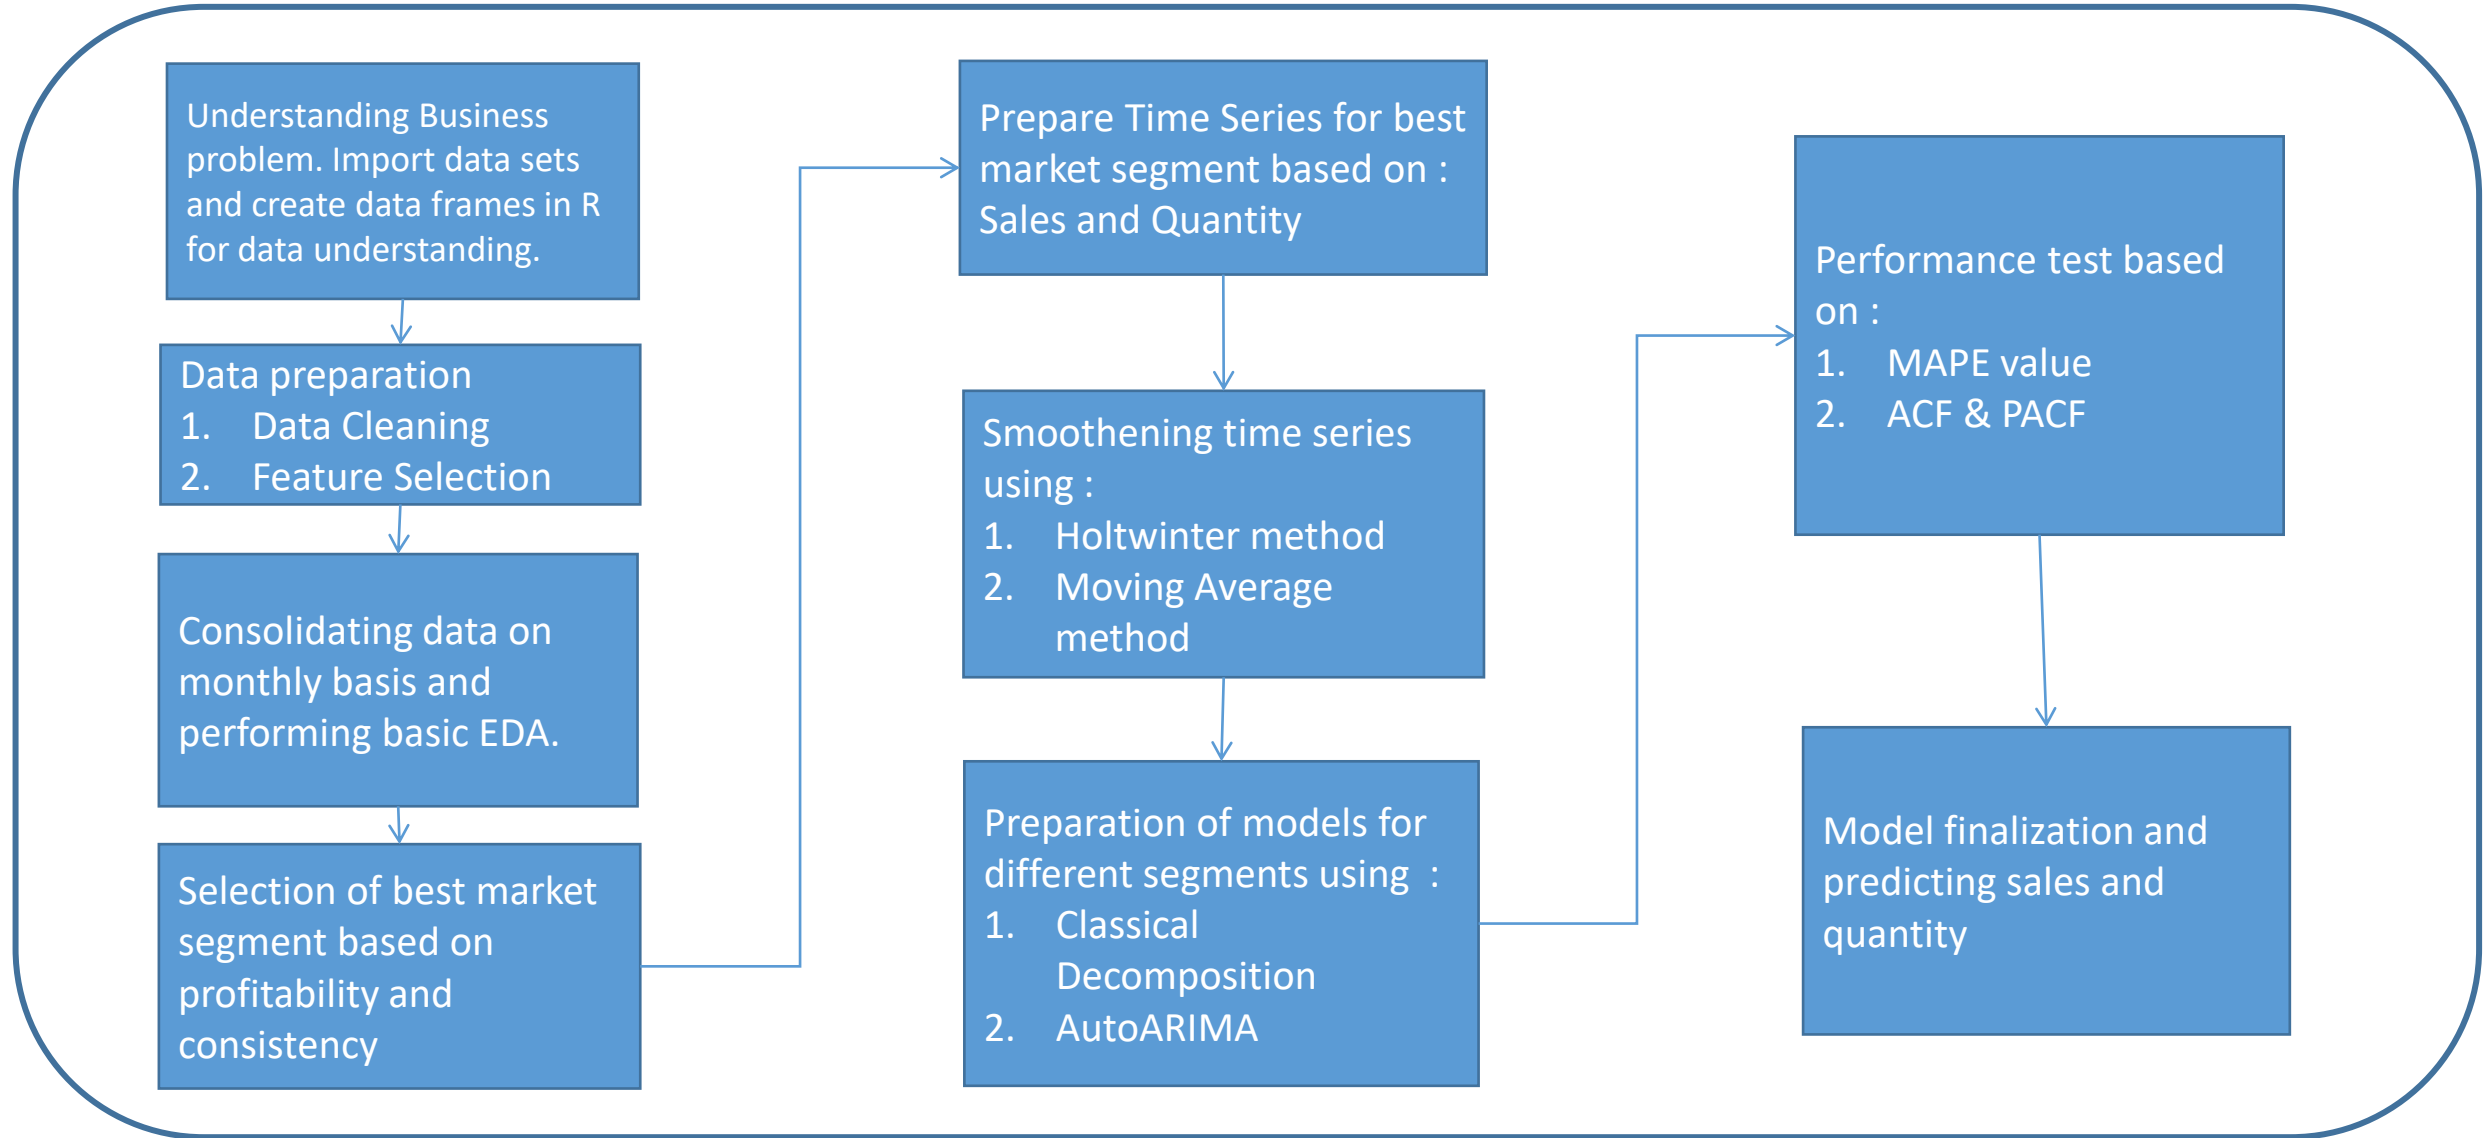 Understanding Business
problem. Import data sets
and create data frames in R
for data understanding.
Data preparation
1. Data Cleaning
2. Feature Selection
Consolidating data on
monthly basis and
performing basic EDA.
Selection of best market
segment based on
profitability and
consistency
Prepare Time Series for best
market segment based on :
Sales and Quantity
Smoothening time series
using :
1. Holtwinter method
2. Moving Average
method
Preparation of models for
different segments using  :
1. Classical
Decomposition
2. AutoARIMA
Performance test based
on :
1. MAPE value
2. ACF & PACF
Model finalization and
predicting sales and
quantity